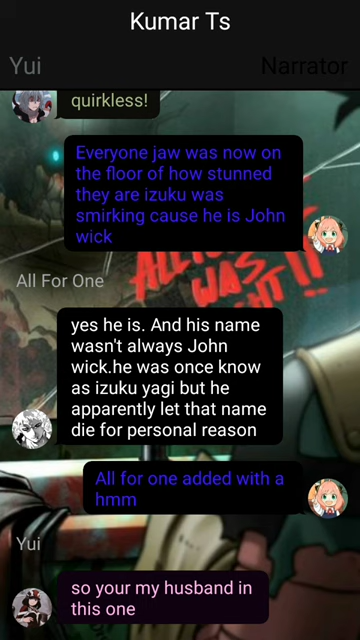 Kumar Ts
Yui
Narrator
quirkless!
Everyone jaw was now on
the floor of how stunned
they are izuku was
smirking cause he is John
wick
All For One
yes he is. And his name
wasn't always John
wick.he was once know
as izuku yagi but he
apparently let that name
die for personal reason
All for one added with a
hmm
Yui
so your my husband in
this one